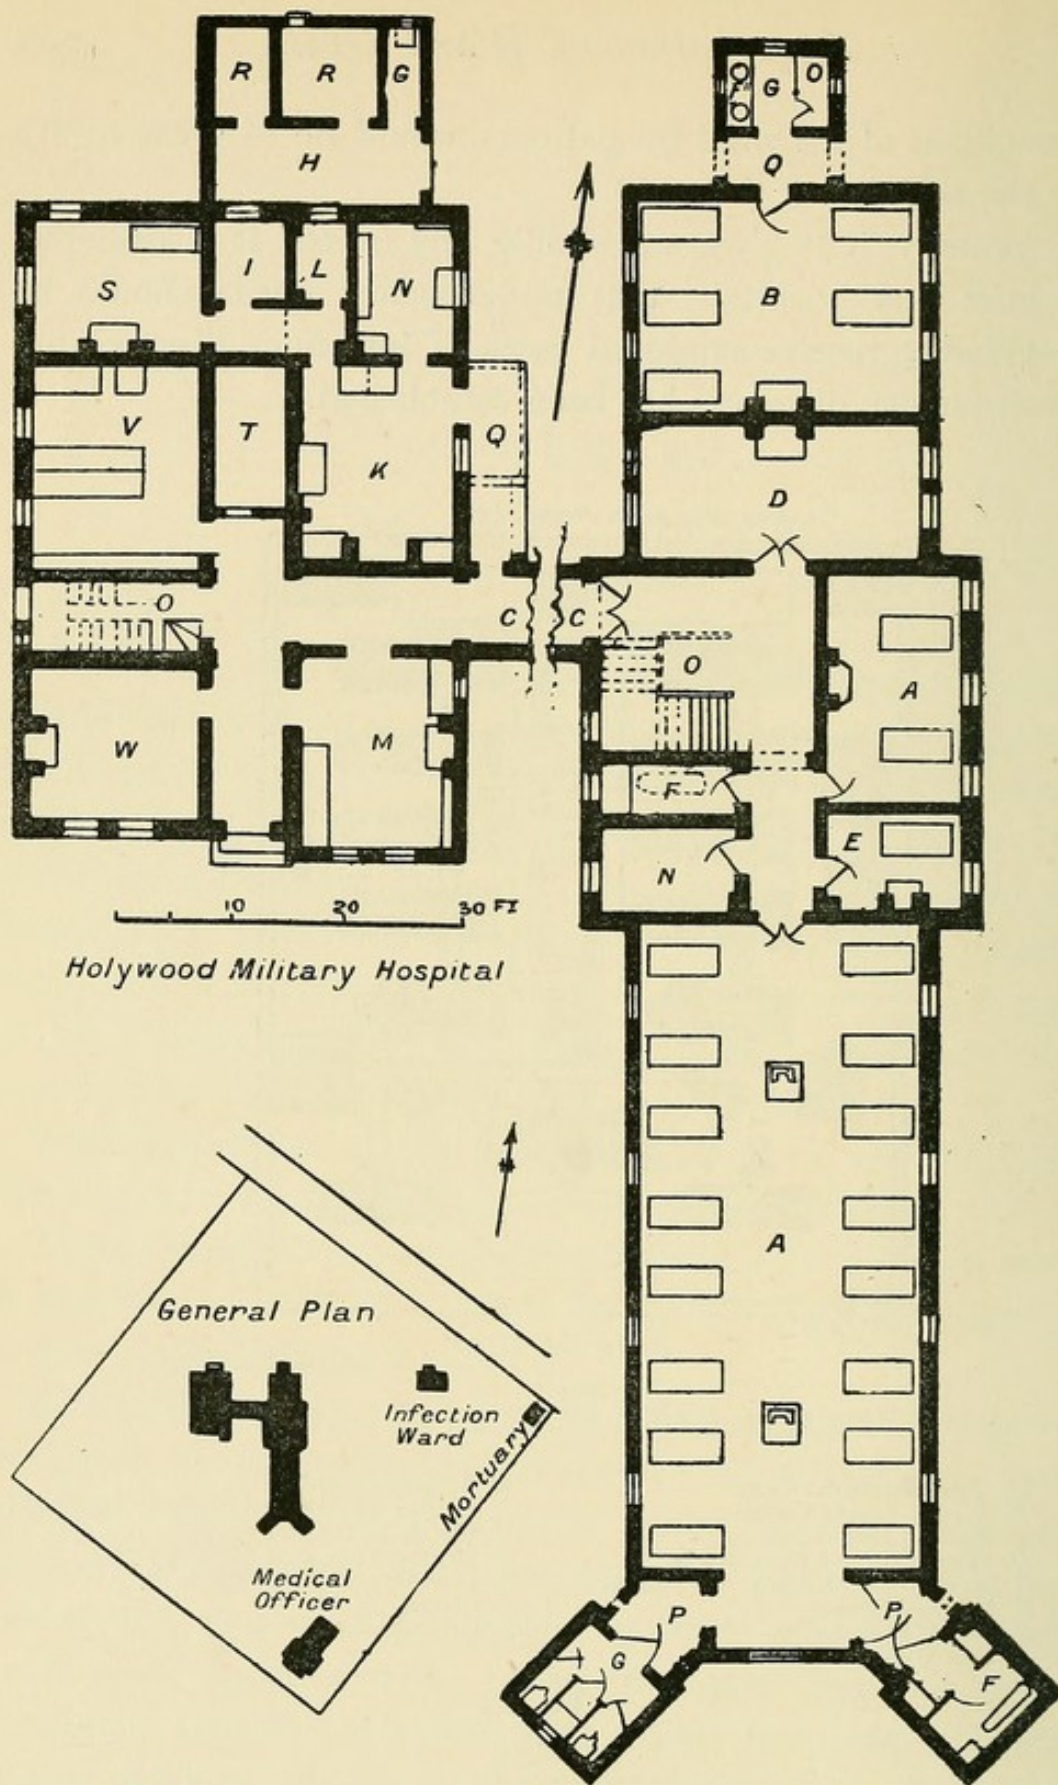 R R G
H
S I L N
V T K Q
O
C C
W M
G O
Q
B
D
O A
F
E
N
A
P P
G F
10 20 30 FT
Holywood Military Hospital
General Plan
Infection
Ward
Mortuary
Medical
Officer